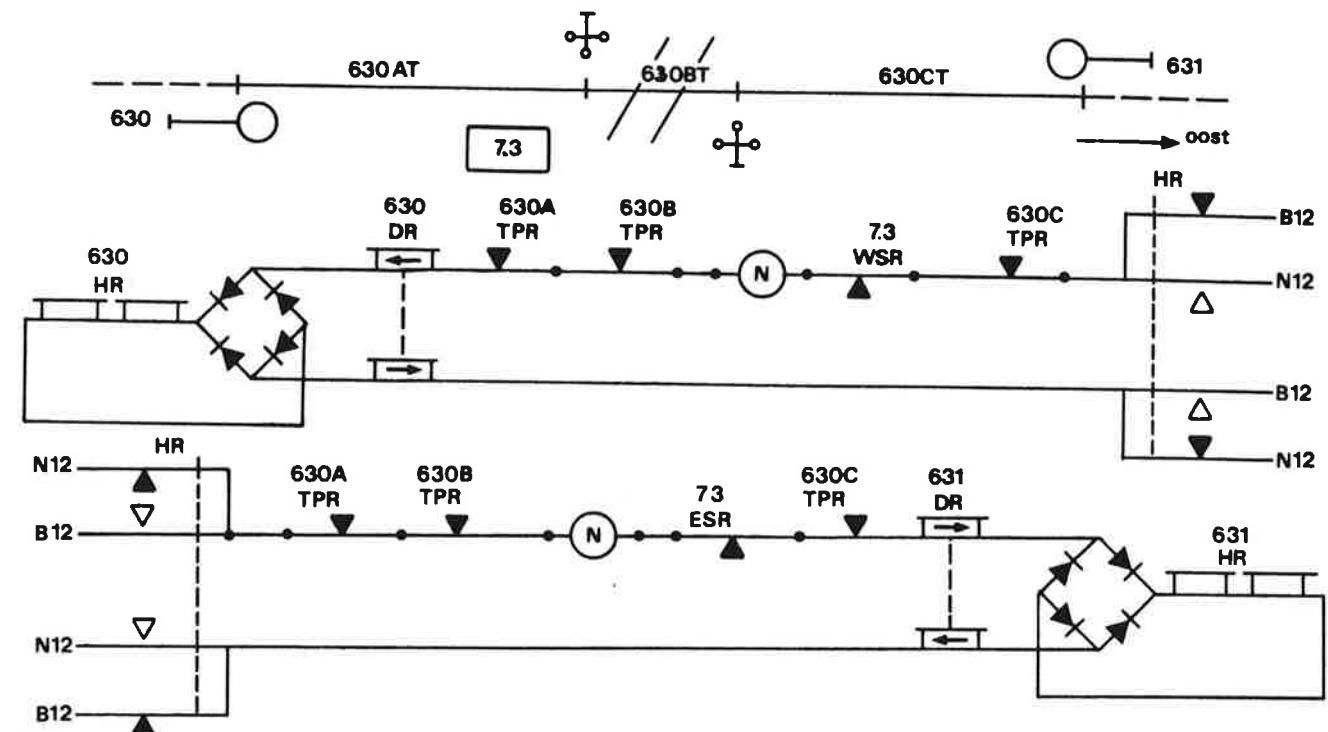 630 AT
630BT
630CT
631
630
7.3
oost
HR
630
DR
630A
TPR
630B
TPR
630C
TPR
B12
630
HR
N
7.3
WSR
N12
B12
N12
HR
N12
630A
TPR
630B
TPR
73
ESR
630C
TPR
631
DR
B12
N
631
HR
N12
B12